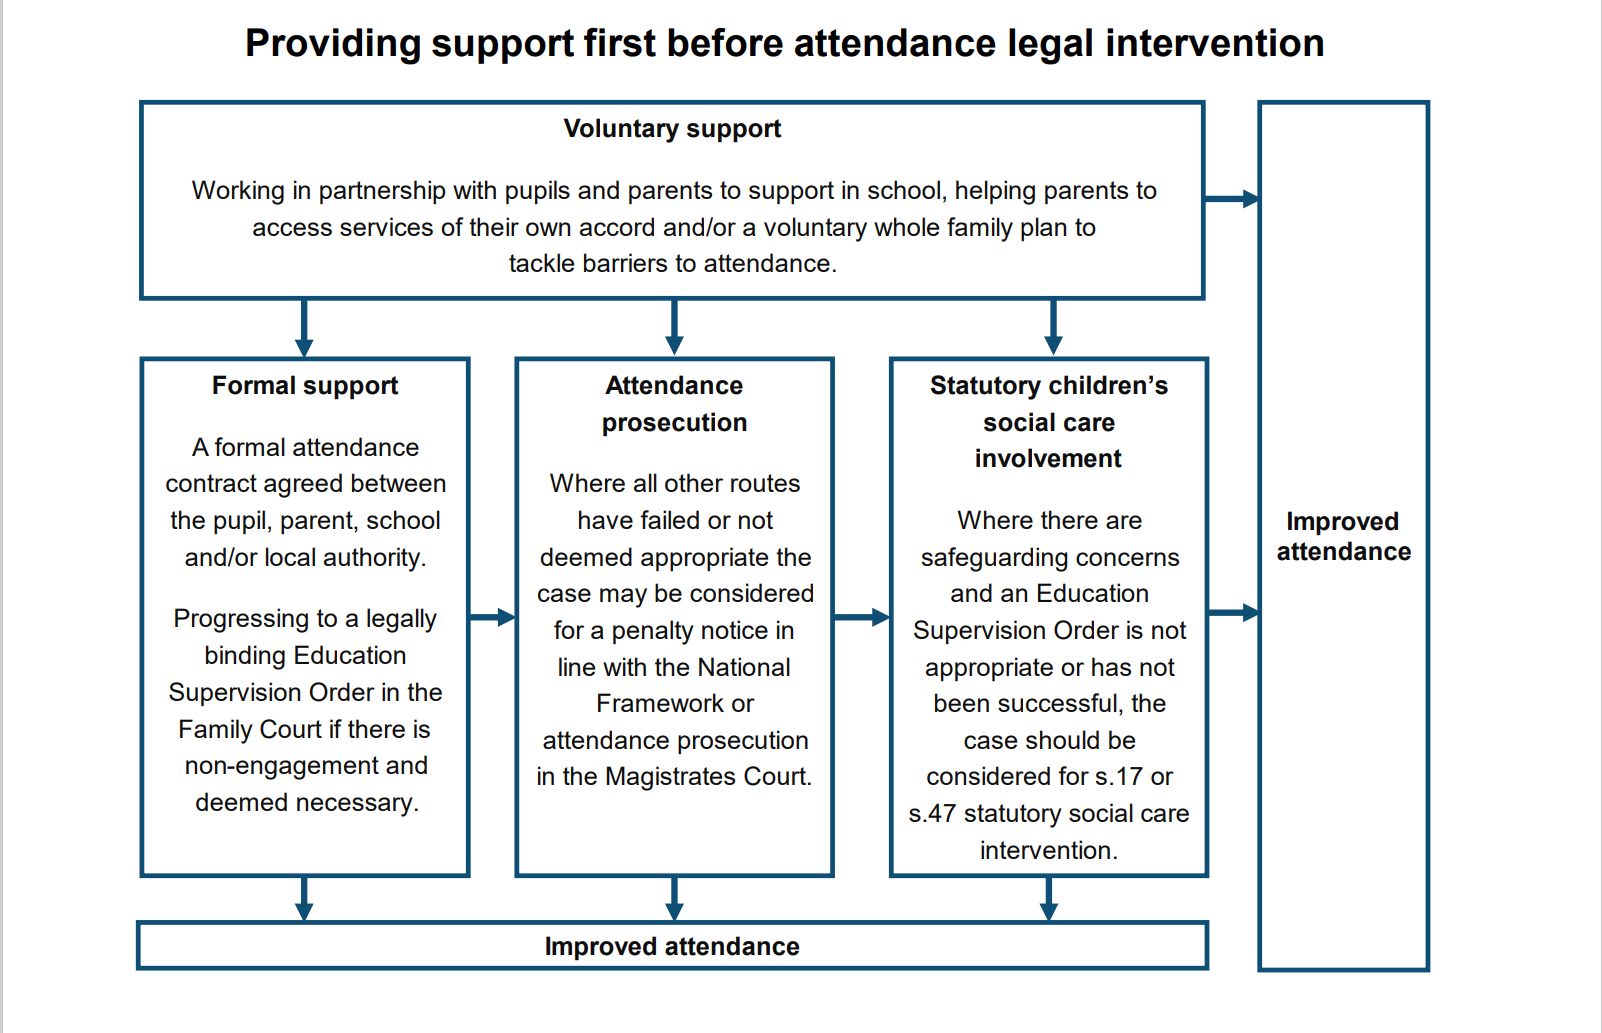 Providing support first before attendance legal intervention
Voluntary support
Working in partnership with pupils and parents to support in school, helping parents to
access services of their own accord and/or a voluntary whole family plan to
tackle barriers to attendance.
Formal support
A formal attendance
contract agreed between
the pupil, parent, school
and/or local authority.
Progressing to a legally
binding Education
Supervision Order in the
Family Court if there is
non-engagement and
deemed necessary.
Attendance
prosecution
Where all other routes
have failed or not
deemed appropriate the
case may be considered
for a penalty notice in
line with the National
Framework or
attendance prosecution
in the Magistrates Court.
Statutory children’s
social care
involvement
Where there are
safeguarding concerns
and an Education
Supervision Order is not
appropriate or has not
been successful, the
case should be
considered for s.17 or
s.47 statutory social care
intervention.
Improved
attendance
Improved attendance